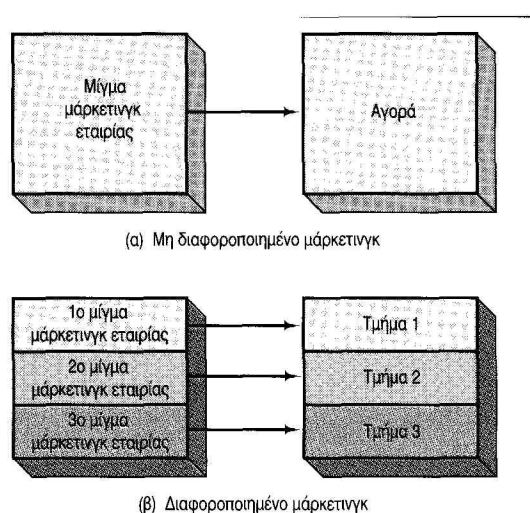 Μίγμα
μάρκετινγκ
εταιρίας
Αγορά
(α) Μη διαφοροποιημένο μάρκετινγκ
1ο μίγμα
μάρκετινγκ εταιρίας
Τμήμα 1
2ο μίγμα
μάρκετινγκ εταιρίας
Τμήμα 2
3ο μίγμα
μάρκετινγκ εταιρίας
Τμήμα 3
(β) Διαφοροποιημένο μάρκετινγκ